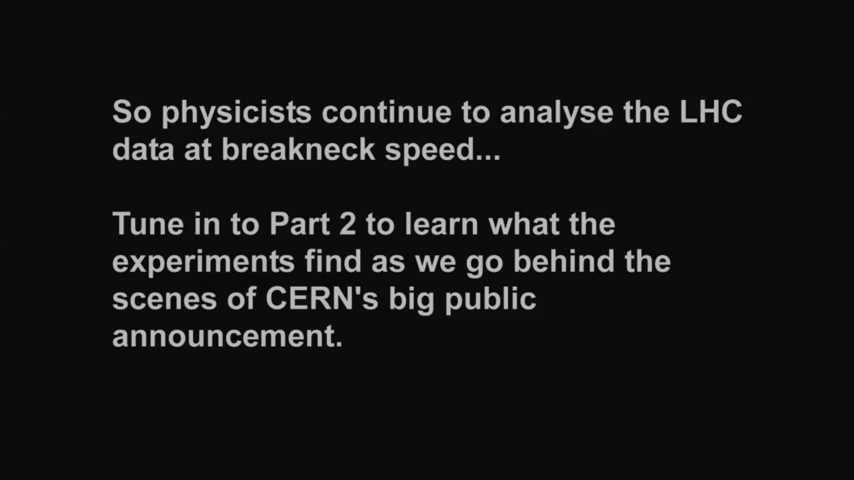 So physicists continue to analyse the LHC
data at breakneck speed...
Tune in to Part 2 to learn what the
experiments find as we go behind the
scenes of CERN's big public
announcement.